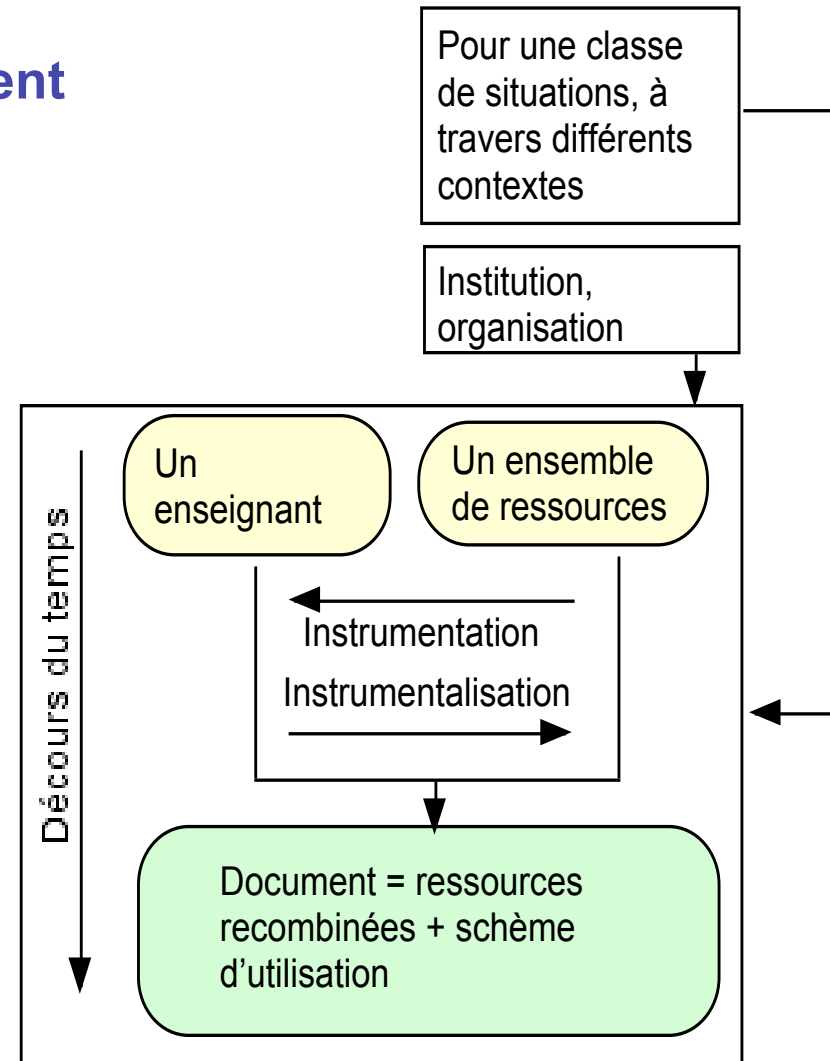 ent
Pour une classe
de situations, à
travers différents
contextes
Institution,
organisation
Décours du temps
Un
enseignant
Un ensemble
de ressources
Instrumentation
Instrumentalisation
Document = ressources
recombinées + schème
d’utilisation